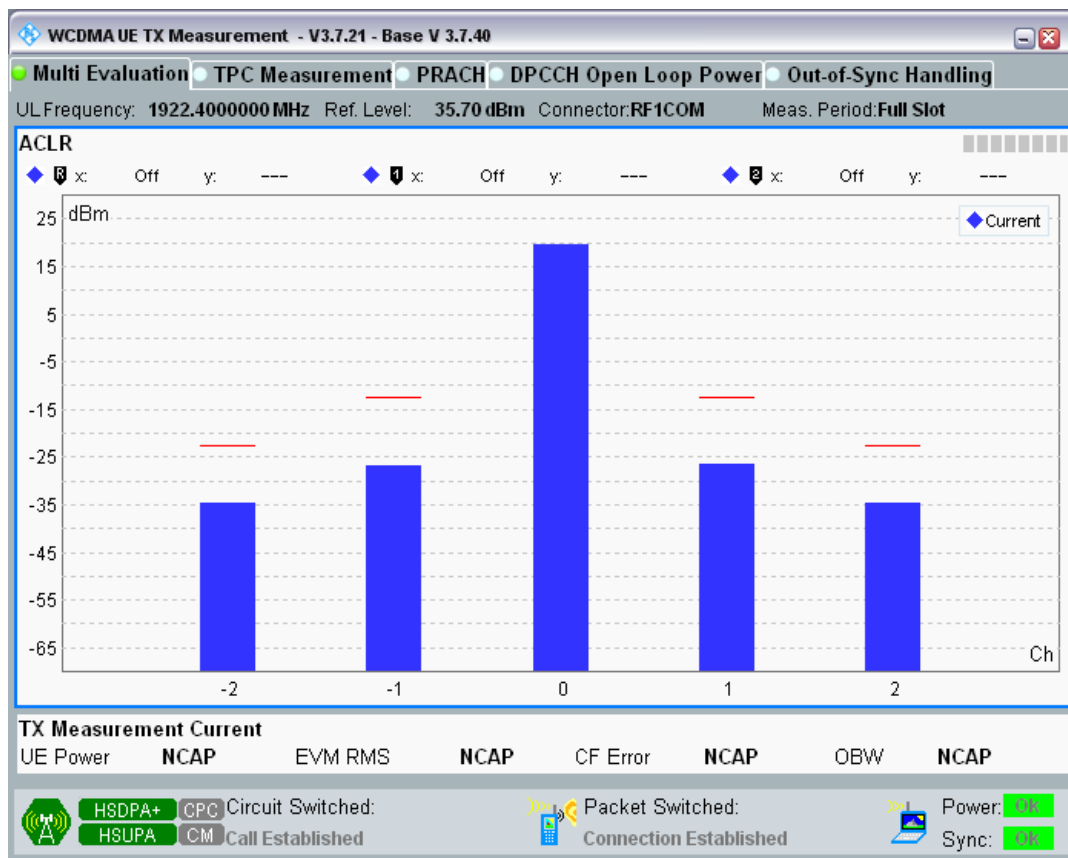 WCDMA UE TX Measurement - V3.7.21 - Base V 3.7.40
Multi Evaluation TPC Measurement PRACH DPCCH Open Loop Power Out-of-Sync Handling
UL Frequency: 1922.4000000 MHz Ref. Level: 35.70 dBm Connector:RF1COM Meas. Period:Full Slot
ACLR
R x: Off y: --- 1 x: Off y: --- 2 x: Off y: ---
dBm
Current
25
15
5
-5
-15
-25
-35
-45
-55
-65
Ch
-2 -1 0 1 2
TX Measurement Current
UE Power NCAP EVM RMS NCAP CF Error NCAP OBW NCAP
HSDPA+ CPC Circuit Switched: Packet Switched: Power: OK
HSUPA CM Call Established Connection Established Sync: OK